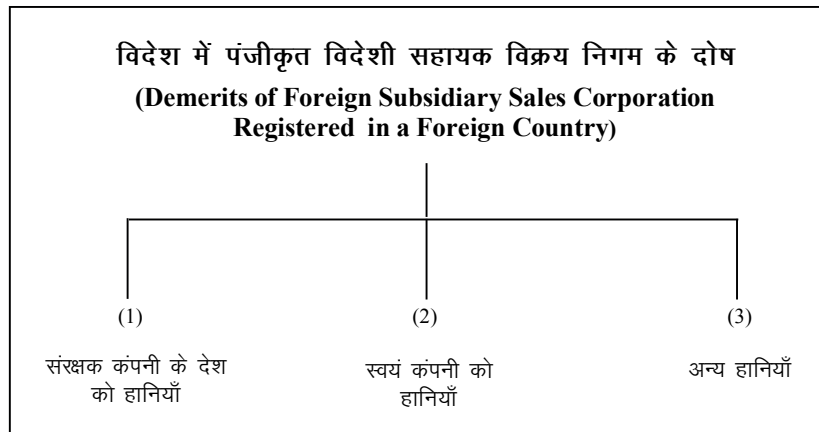 विदेश में पंजीकृत विदेशी सहायक विक्रय निगम के दोष
(Demerits of Foreign Subsidiary Sales Corporation
Registered in a Foreign Country)
(1)
(2)
(3)
संरक्षक कंपनी के देश
को हानियाँ
स्वयं कंपनी को
हानियाँ
अन्य हानियाँ